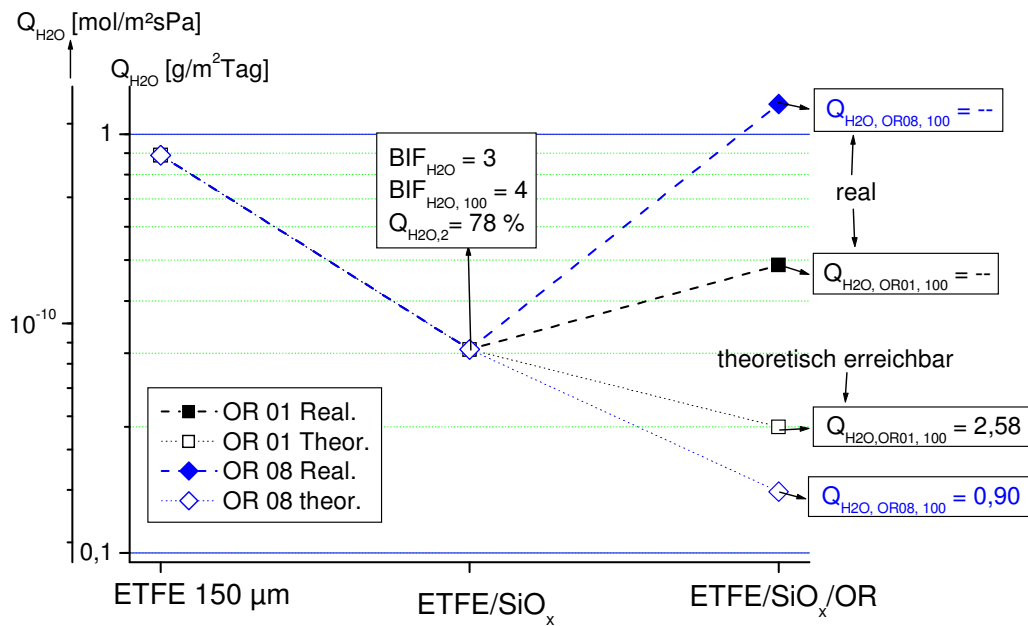 Q_H2O [mol/m²sPa]
Q_H2O [g/m²Tag]
1
10⁻¹⁰
0,1
BIF_H2O = 3
BIF_H2O, 100 = 4
Q_H2O,2 = 78 %
Q_H2O, OR08, 100 = --
real
Q_H2O, OR01, 100 = --
theoretisch erreichbar
Q_H2O,OR01, 100 = 2,58
Q_H2O, OR08, 100 = 0,90
OR 01 Real.
OR 01 Theor.
OR 08 Real.
OR 08 theor.
ETFE 150 µm
ETFE/SiOₓ
ETFE/SiOₓ/OR